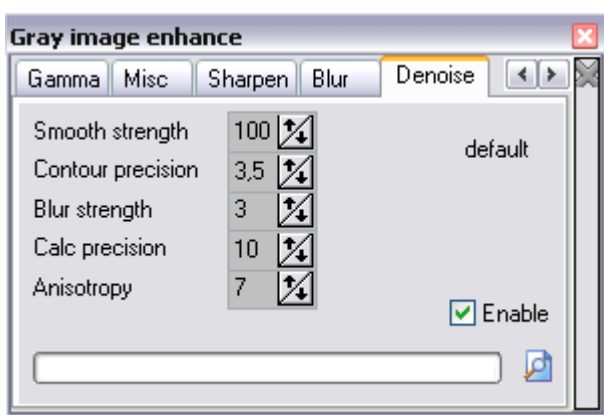 Gray image enhance
Gamma Misc Sharpen Blur Denoise
Smooth strength 100
default
Contour precision 3,5
Blur strength 3
Calc precision 10
Anisotropy 7
Enable